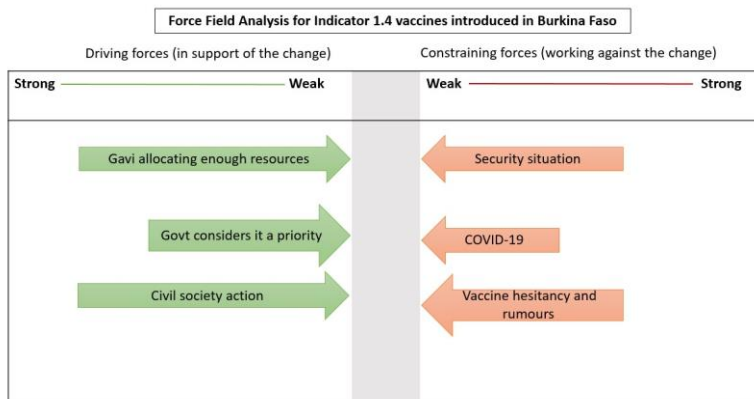 Force Field Analysis for Indicator 1.4 vaccines introduced in Burkina Faso
Driving forces (in support of the change)
Constraining forces (working against the change)
Strong
Weak
Weak
Strong
Gavi allocating enough resources
Security situation
Govt considers it a priority
COVID-19
Civil society action
Vaccine hesitancy and
rumours